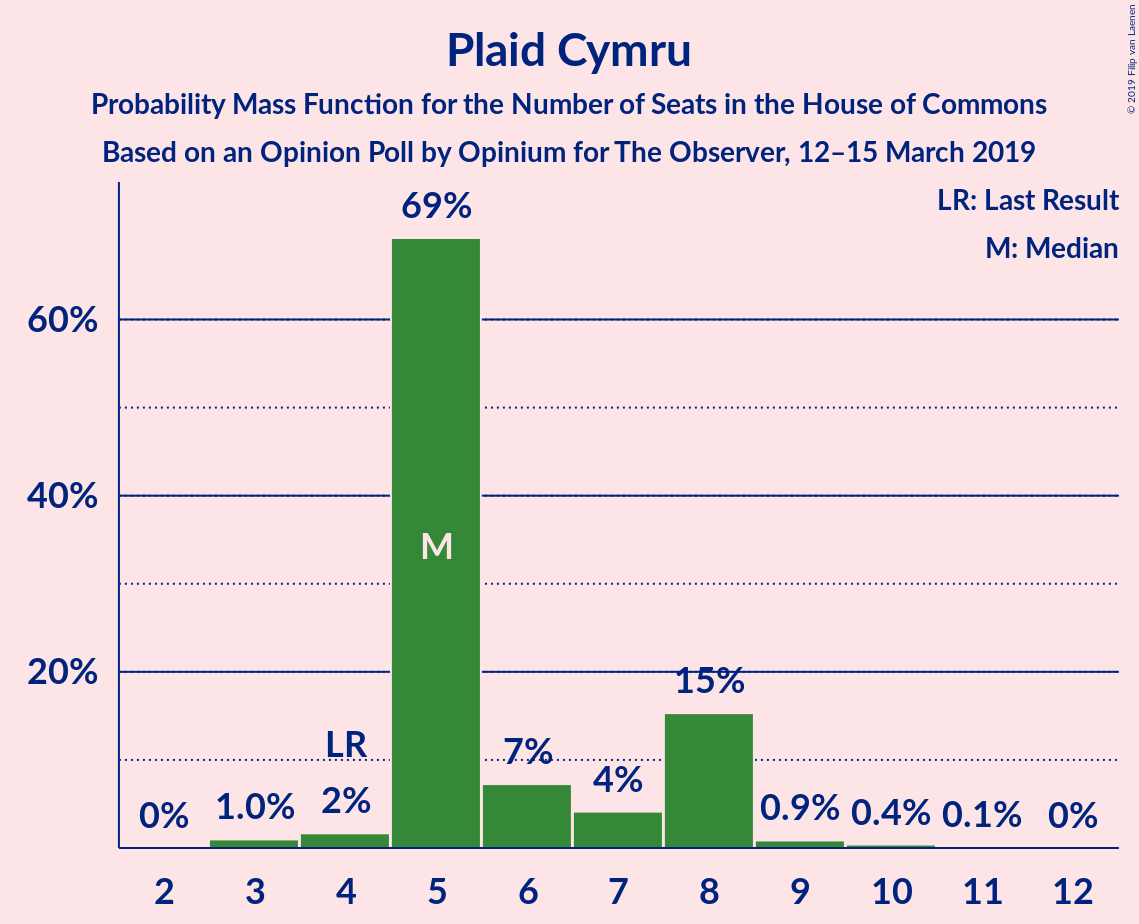 Plaid Cymru
Probability Mass Function for the Number of Seats in the House of Commons
Based on an Opinion Poll by Opinium for The Observer, 12–15 March 2019
© 2019 Filip van Laenen
LR: Last Result
M: Median
69%
60%
40%
M
20%
15%
LR
7%
4%
2%
0%
1.0%
0.9%
0.4%
0.1%
0%
2 3 4 5 6 7 8 9 10 11 12